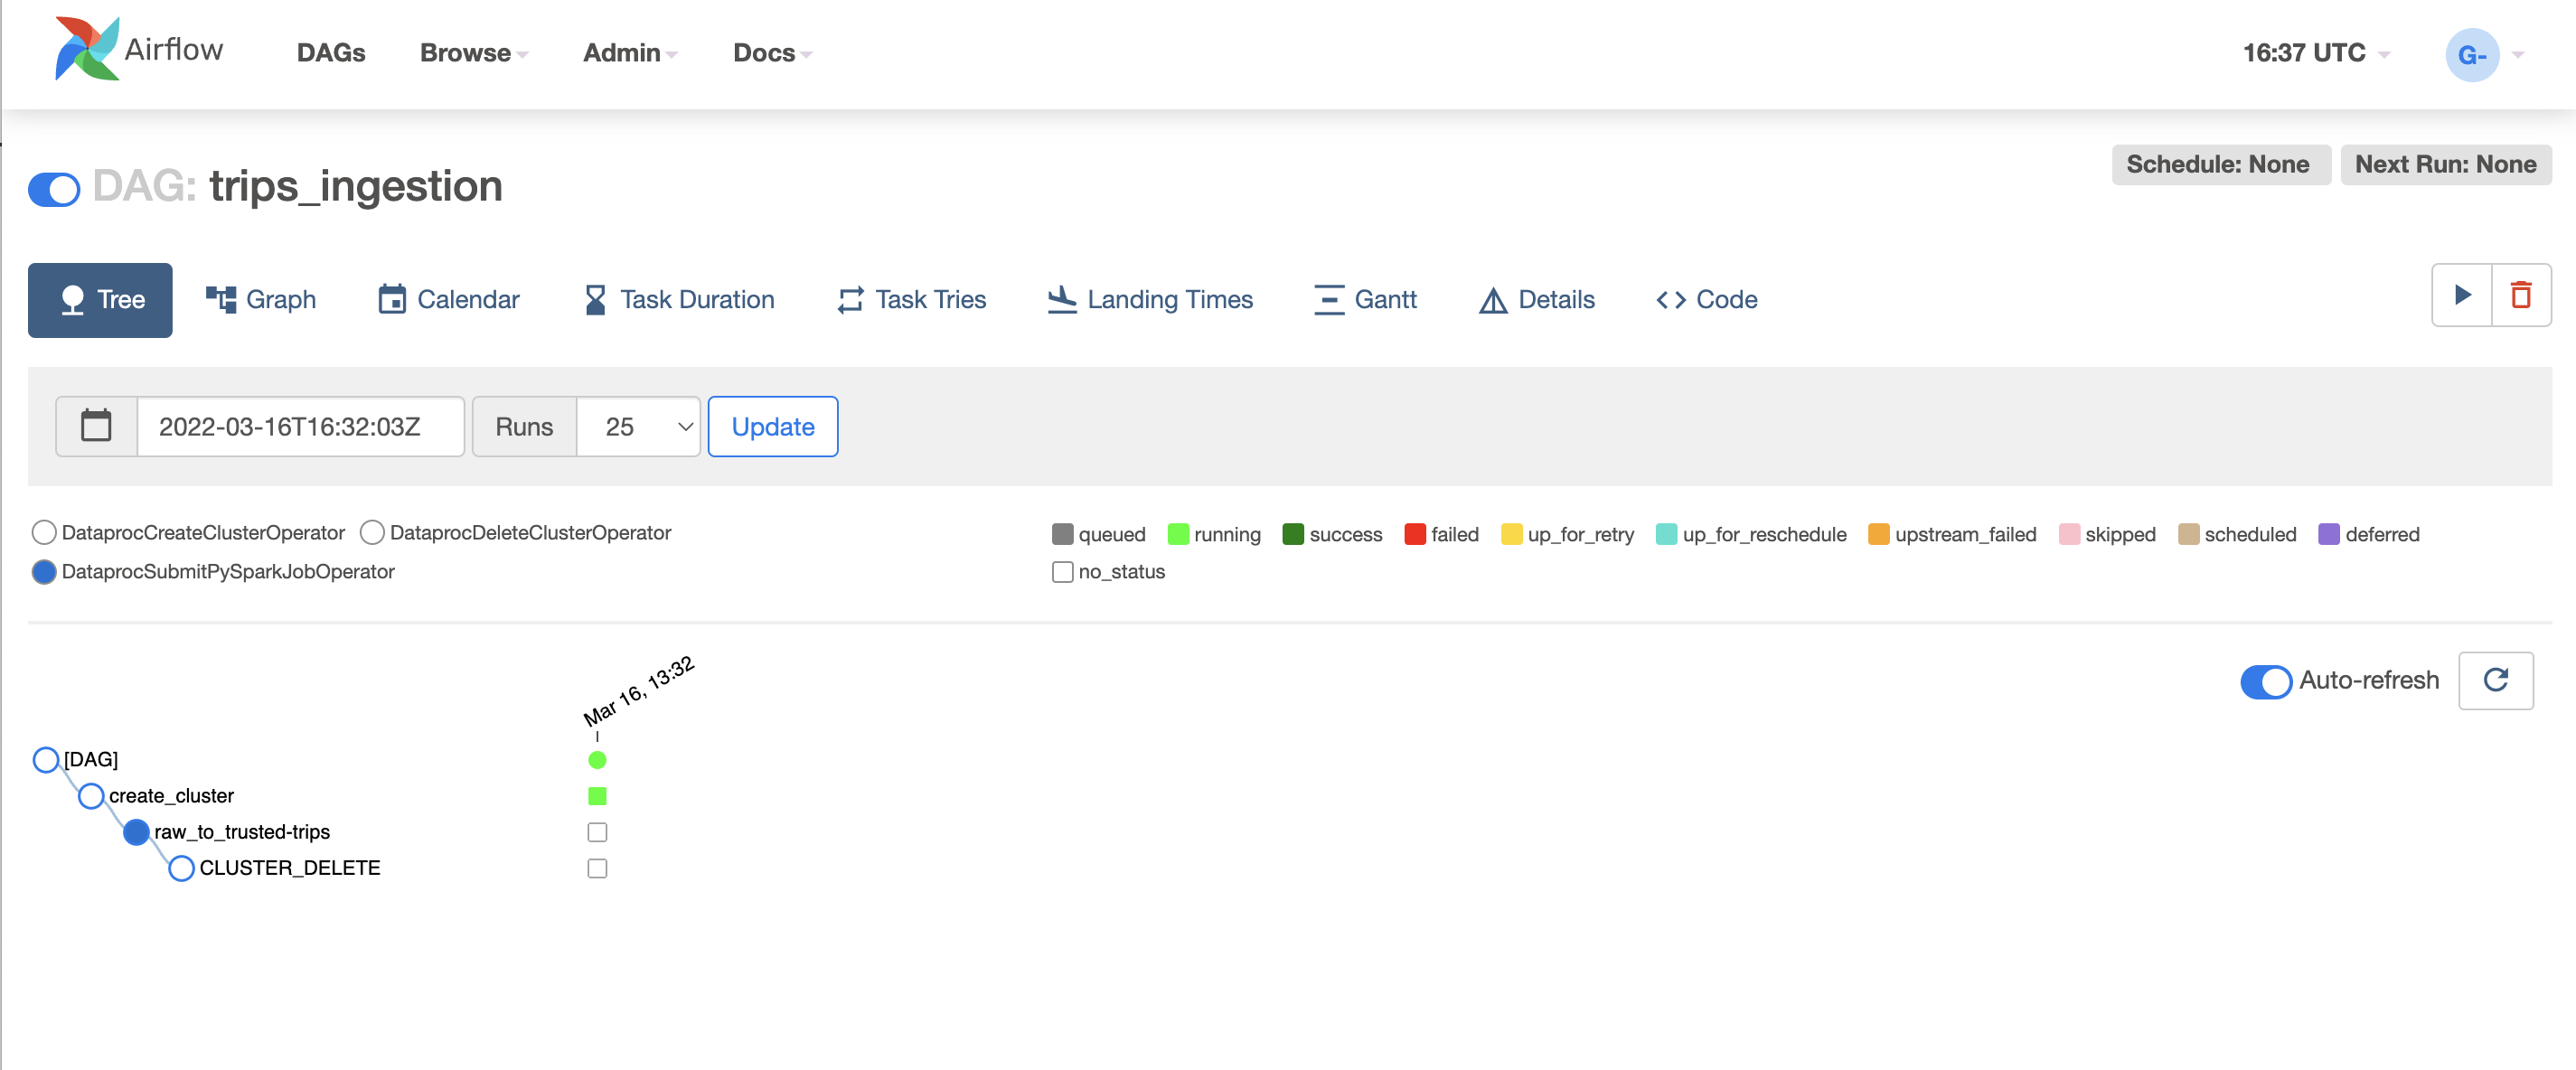 Airflow DAGs Browse Admin Docs 16:37 UTC G-
Schedule: None Next Run: None
DAG: trips_ingestion
Tree Graph Calendar Task Duration Task Tries Landing Times Gantt Details Code
2022-03-16T16:32:03Z Runs 25 Update
DataprocCreateClusterOperator DataprocDeleteClusterOperator queued running success failed up_for_retry up_for_reschedule upstream_failed skipped scheduled deferred
DataprocSubmitPySparkJobOperator no_status
Mar 16, 13:32
Auto-refresh
[DAG]
create_cluster
raw_to_trusted-trips
CLUSTER_DELETE